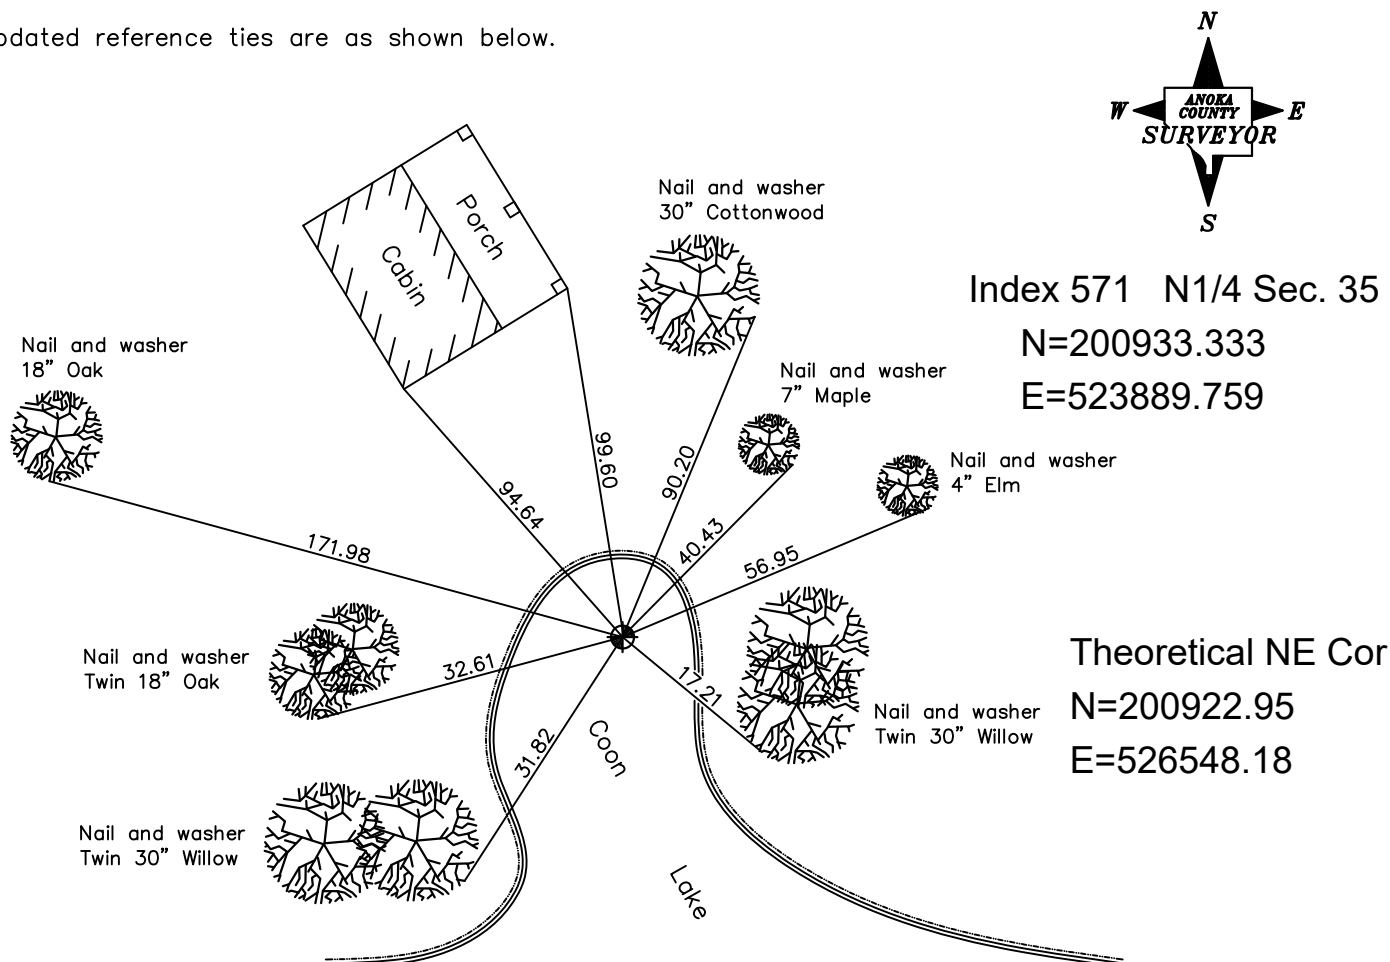 reference ties are as shown below.
N
W
ANOKA
COUNTY
E
SURVEYOR
S
Nail and washer
30” Cottonwood
Porch
Cabin
Index 571 N1/4 Sec. 35
N=200933.333
E=523889.759
Nail and washer
18” Oak
Nail and washer
7” Maple
Nail and washer
4” Elm
99.60
90.20
94.64
40.43
171.98
56.95
Nail and washer
Twin 18” Oak
32.61
17.21
Theoretical NE Cor
N=200922.95
E=526548.18
Nail and washer
Twin 30” Willow
31.82
Coon
Lake
Nail and washer
Twin 30” Willow